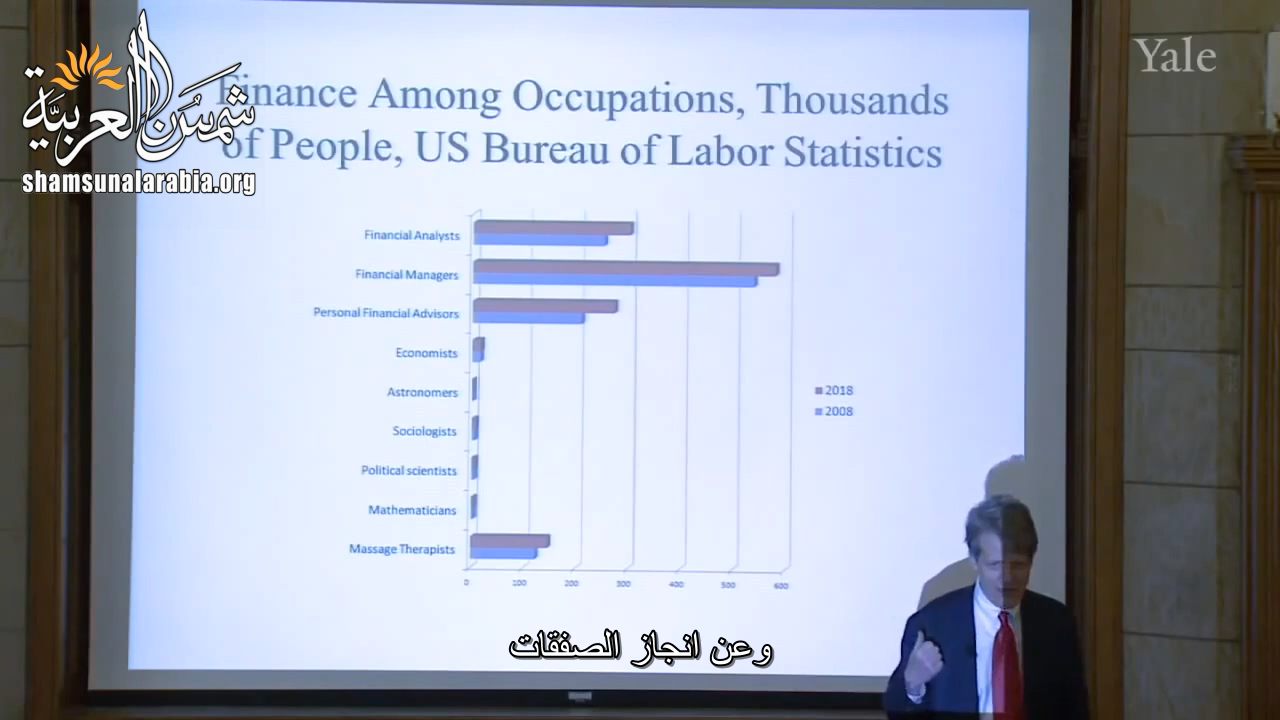 شمسُ العربيّة
shamsunalarabia.org
Yale
Finance Among Occupations, Thousands
of People, US Bureau of Labor Statistics
Financial Analysts
Financial Managers
Personal Financial Advisors
Economists
Astronomers
Sociologists
Political scientists
Mathematicians
Massage Therapists
0 100 200 300 400 500 600
2018
2008
وعن انجاز الصفقات